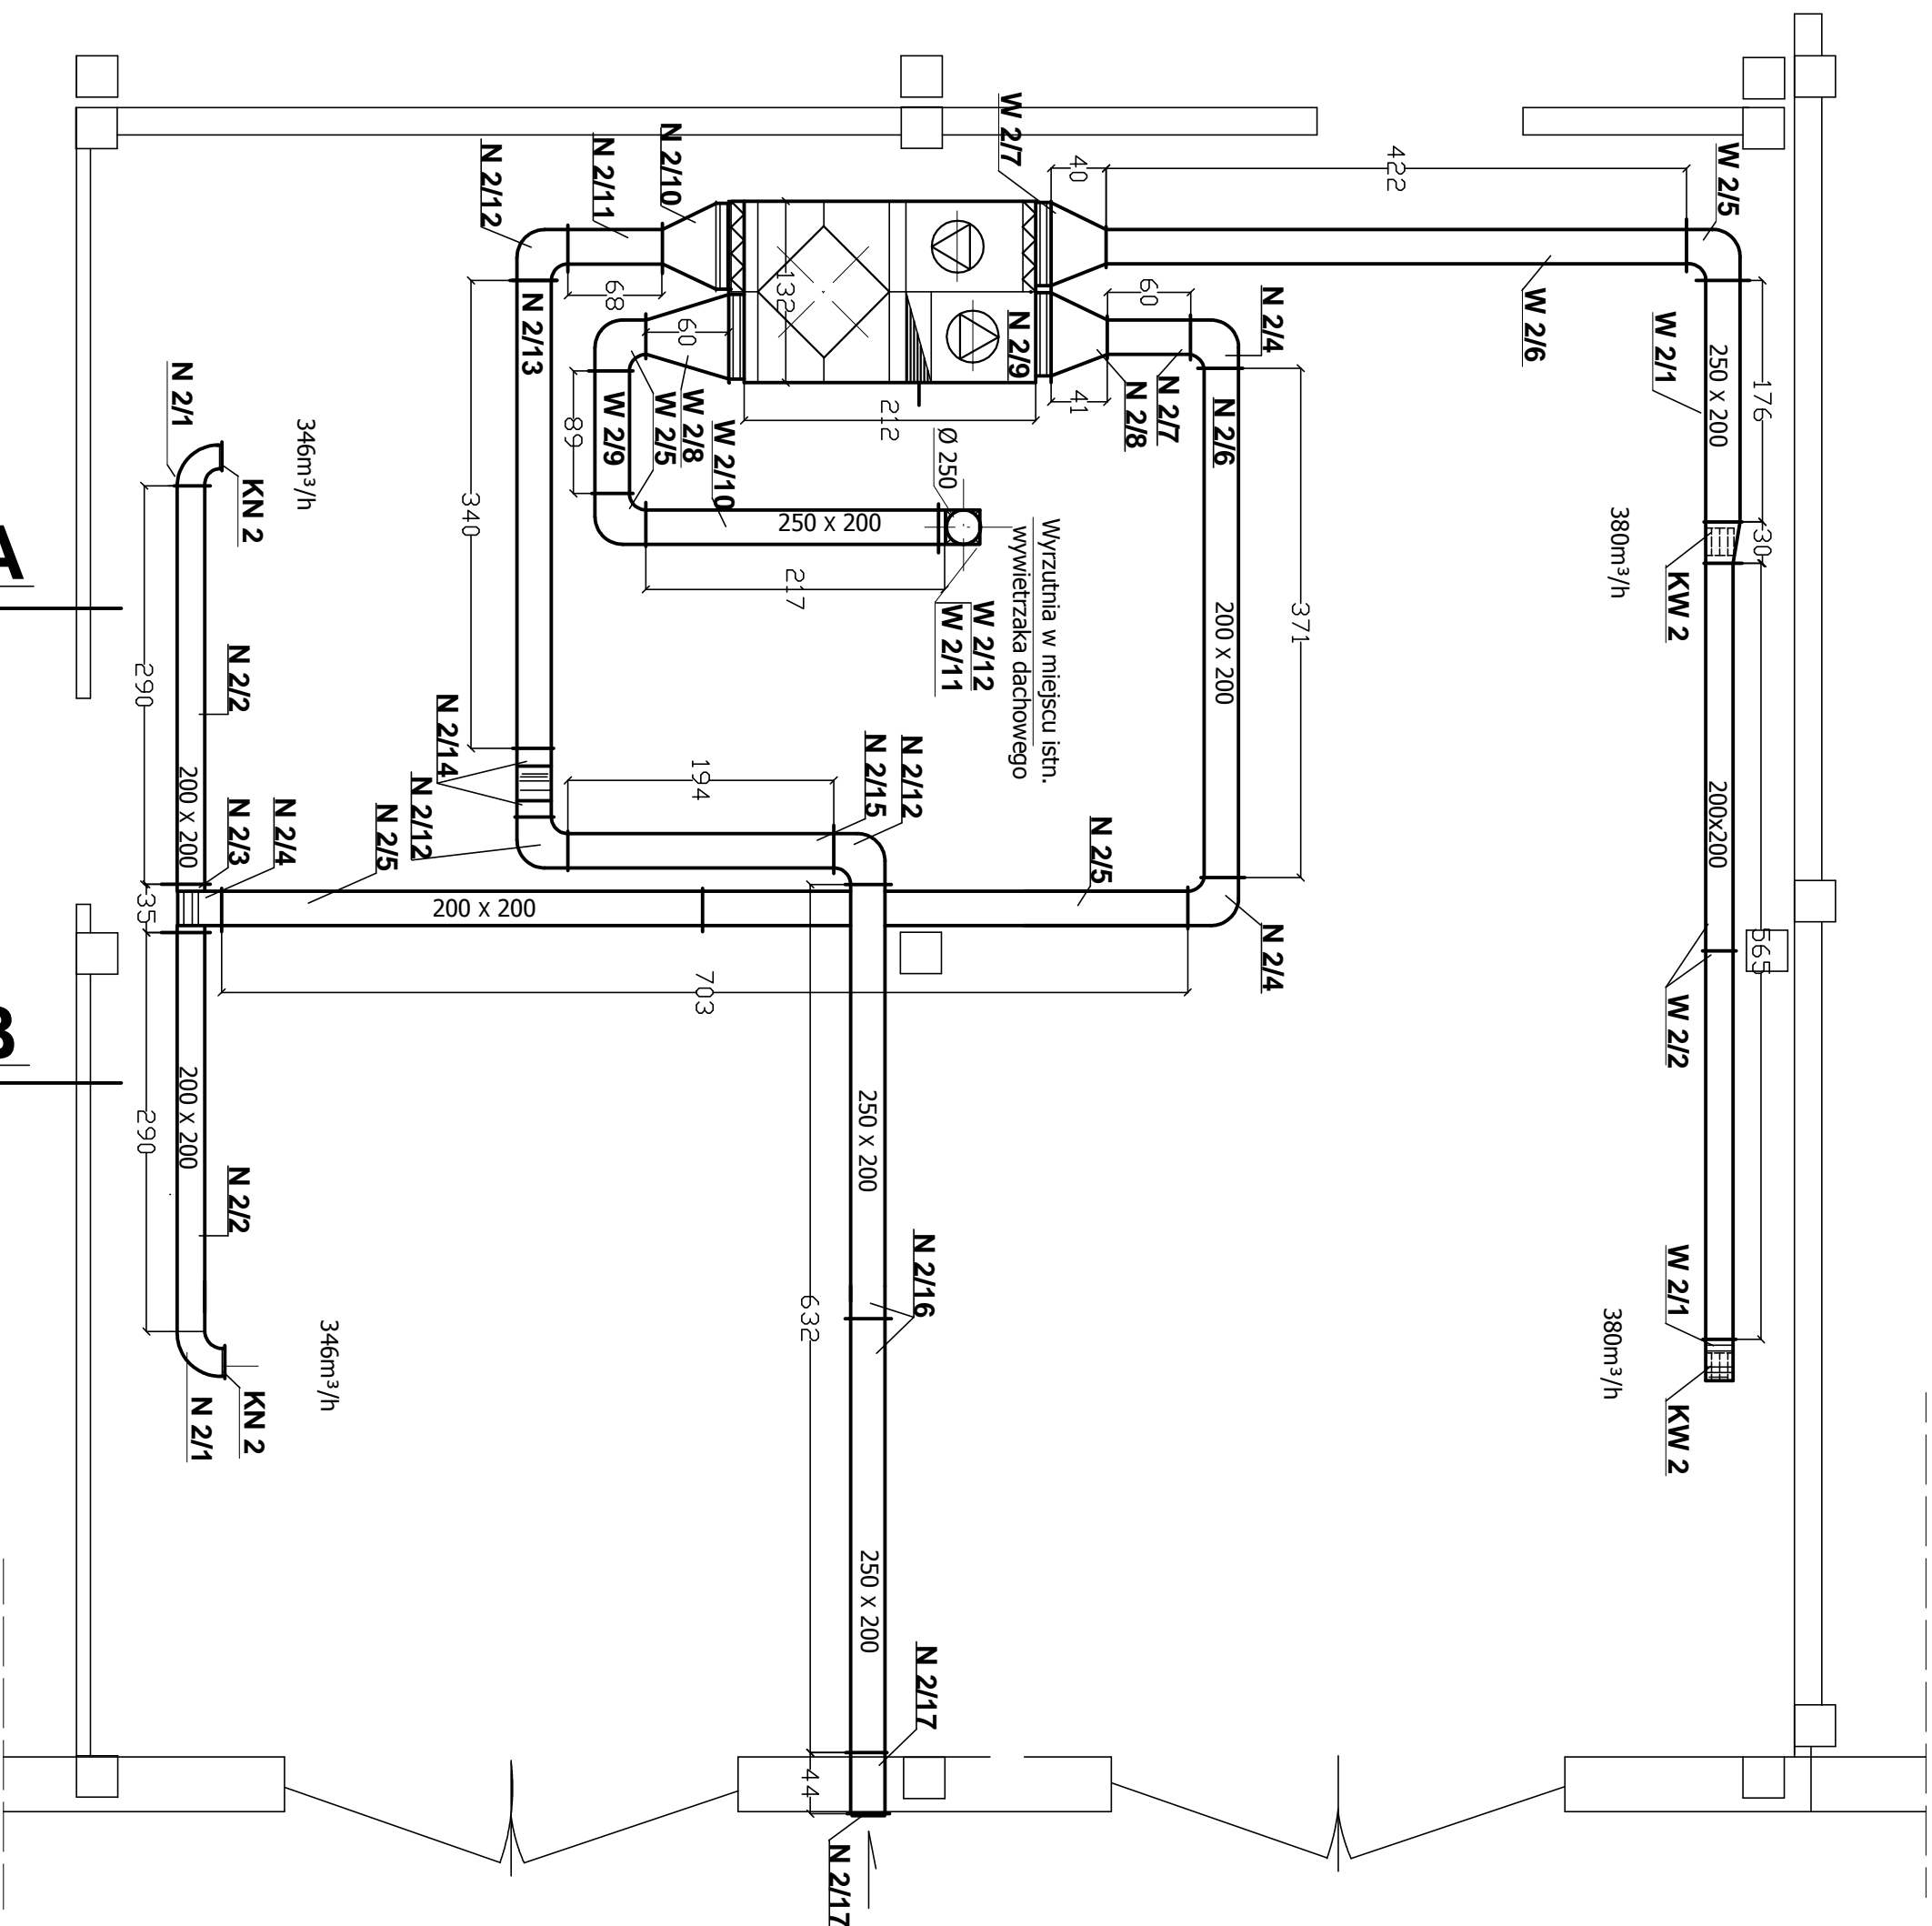 W 2/7
40
422
W 2/5
N 2/10
N 2/11
N 2/12
132
68
60
60
N 2/4
W 2/6
W 2/1
250 x 200
176
N 2/13
N 2/9
N 2/8
N 2/7
N 2/6
41
212
W 2/9
W 2/5
W 2/8
W 2/10
89
Ø 250
N 2/1
346m³/h
KN 2
340
250 x 200
217
Wyrzutnia w miejscu istn.
wywietrzaka dachowego
W 2/12
W 2/11
380m³/h
30
KW 2
371
200 x 200
A
N 2/2
290
200 x 200
N 2/14
194
N 2/15
N 2/12
N 2/3
N 2/4
N 2/5
N 2/12
35
200 x 200
N 2/5
N 2/4
200x200
565
W 2/2
703
B
290
200 x 200
N 2/2
250 x 200
N 2/16
632
346m³/h
KN 2
N 2/1
W 2/1
380m³/h
KW 2
250 x 200
N 2/17
44
N 2/17